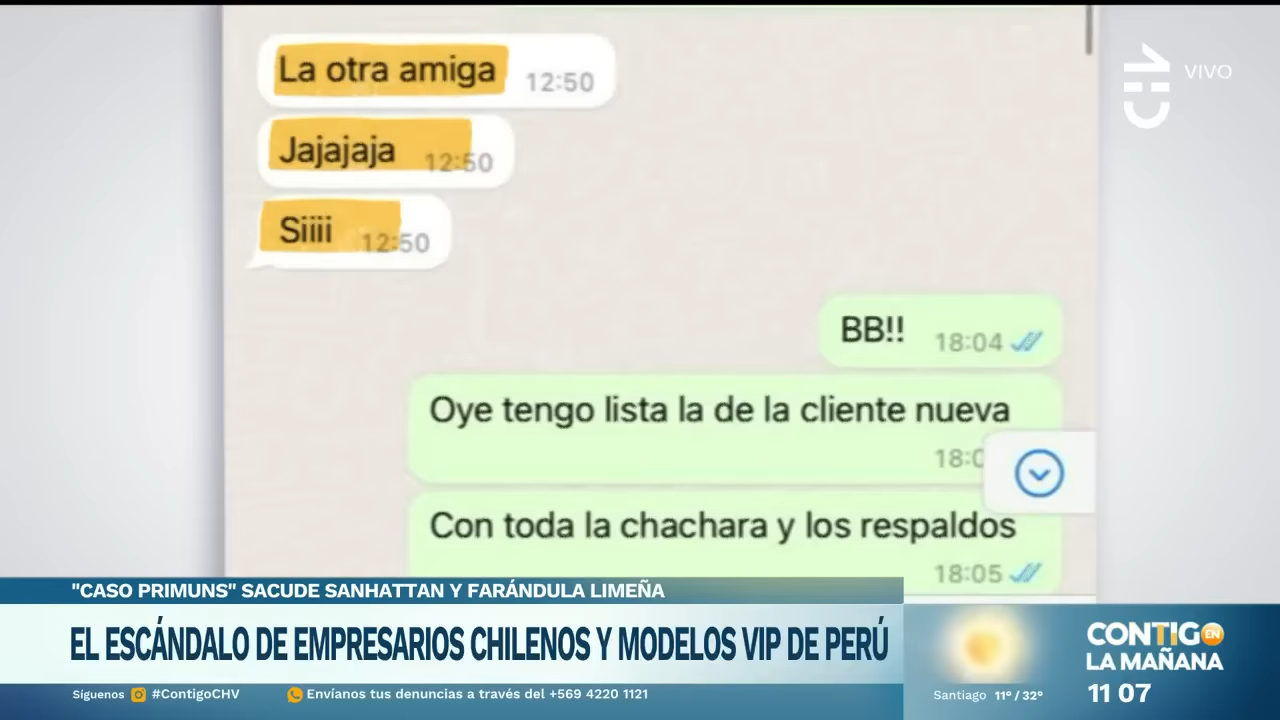 La otra amiga 12:50
Jajajaja 12:50
Siiii 12:50
BB!! 18:04
Oye tengo lista la de la cliente nueva
18:0
Con toda la chachara y los respaldos
18:05
CHV VIVO
"CASO PRIMUNS" SACUDE SANHATTAN Y FARÁNDULA LIMEÑA
EL ESCÁNDALO DE EMPRESARIOS CHILENOS Y MODELOS VIP DE PERÚ
Síguenos #ContigoCHV Envíanos tus denuncias a través del +569 4220 1121
Santiago 11° / 32°
CONTIGO EN
LA MAÑANA
11 07